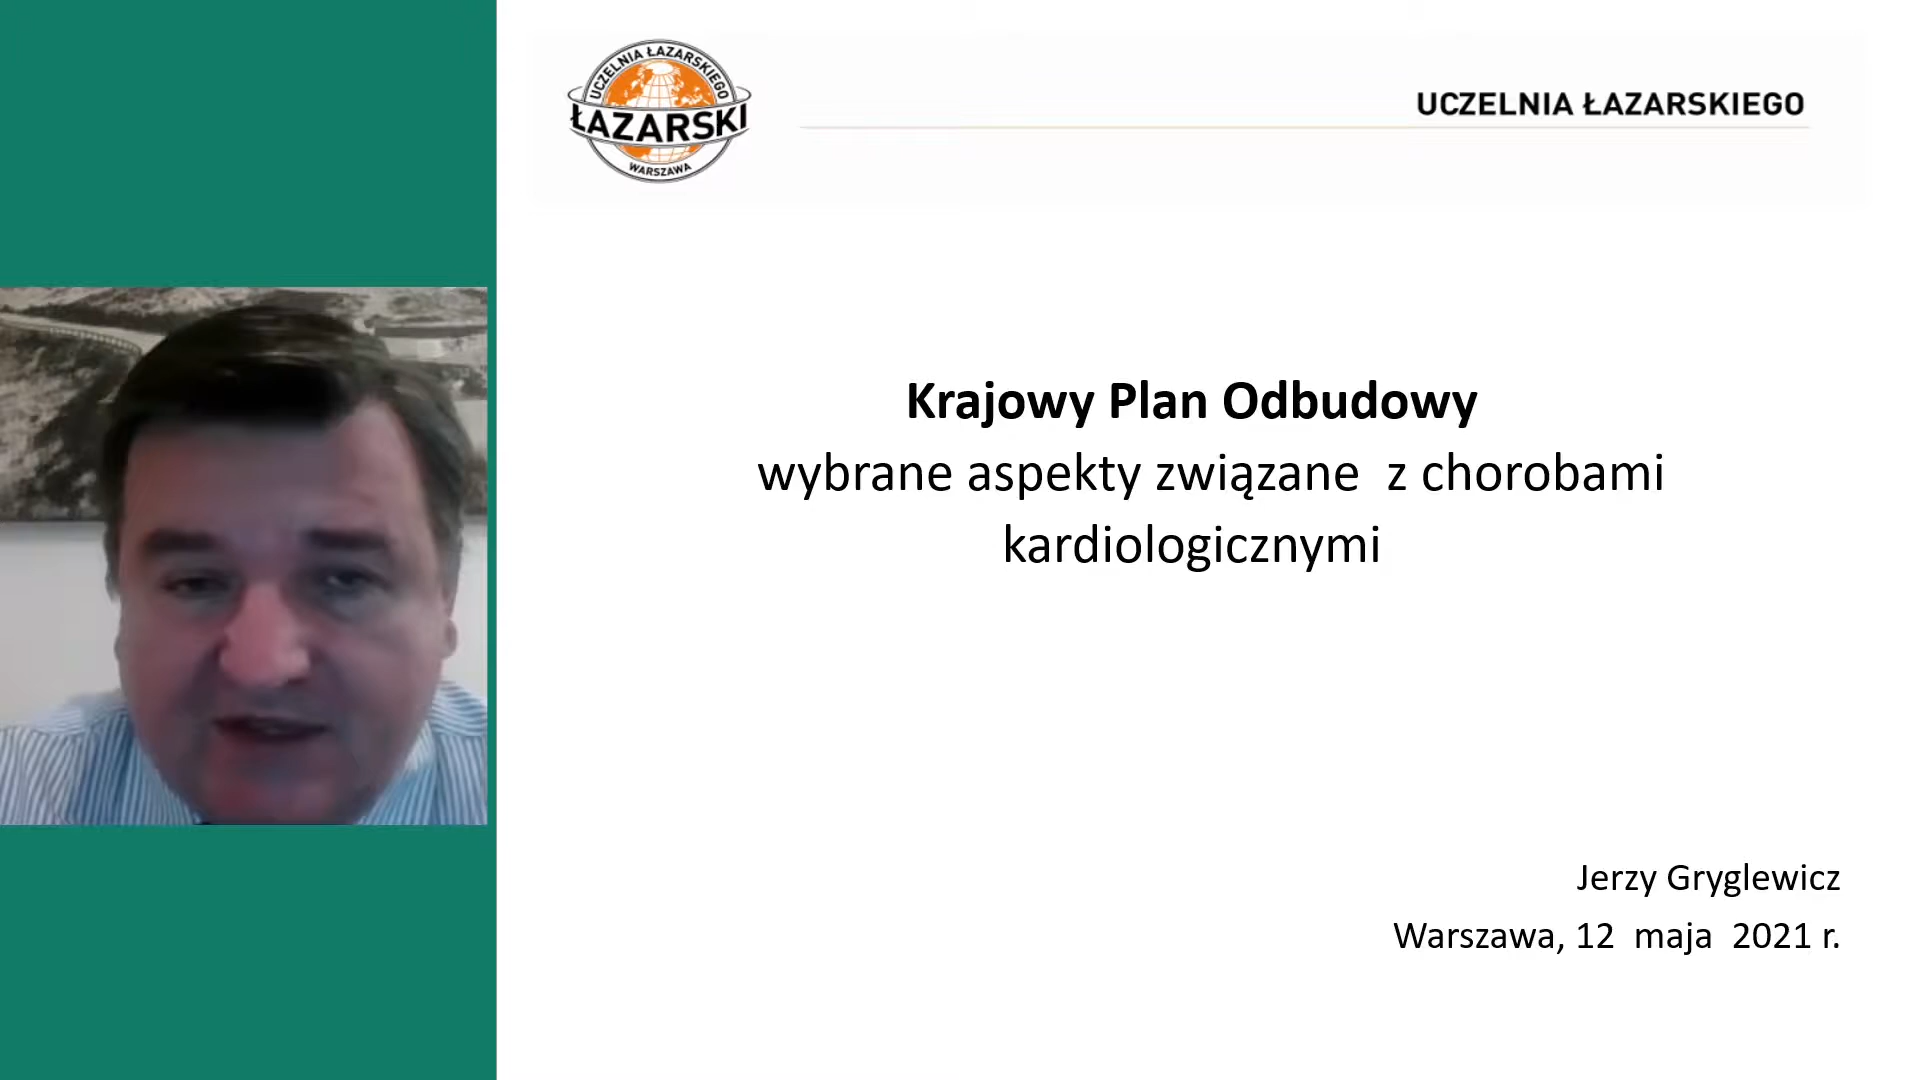 UCZELNIA ŁAZARSKIEGO
ŁAZARSKI
WARSZAWA
UCZELNIA ŁAZARSKIEGO
Krajowy Plan Odbudowy
wybrane aspekty związane  z chorobami
kardiologicznymi
Jerzy Gryglewicz
Warszawa, 12  maja  2021 r.